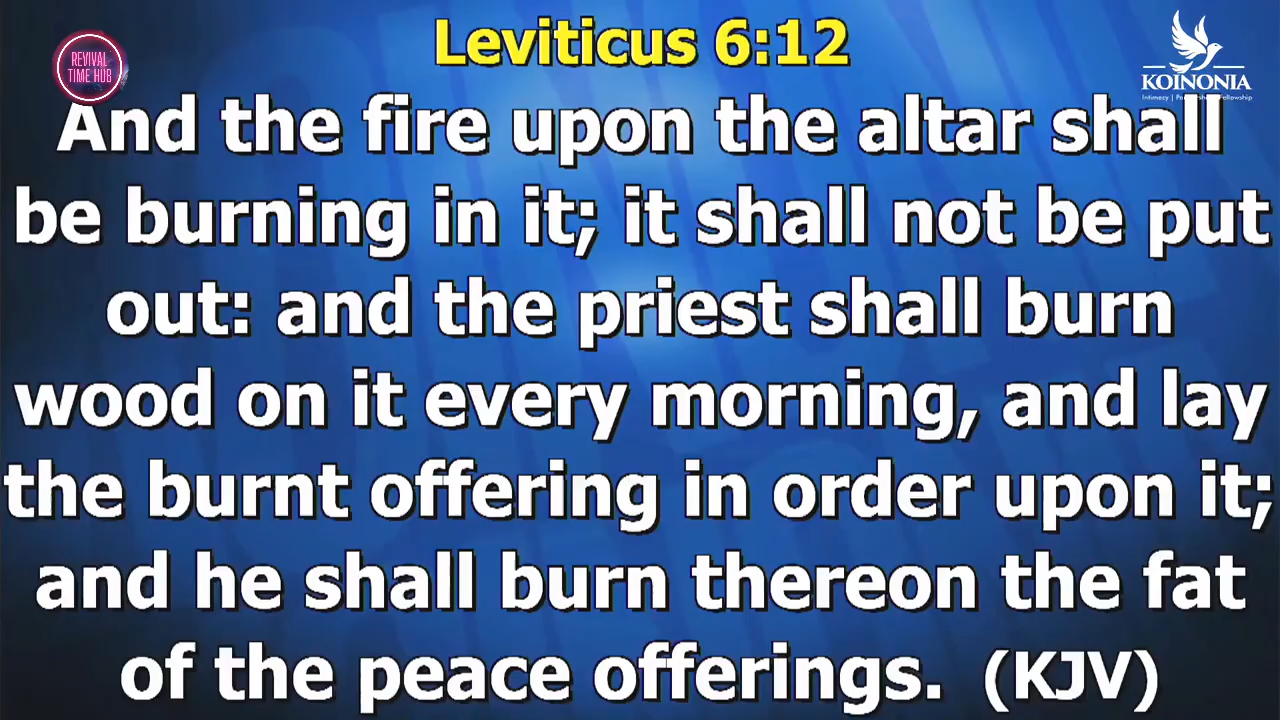 Leviticus 6:12
REVIVAL
TIME HUB
KOINONIA
And the fire upon the altar shall
be burning in it; it shall not be put
out: and the priest shall burn
wood on it every morning, and lay
the burnt offering in order upon it;
and he shall burn thereon the fat
of the peace offerings. (KJV)